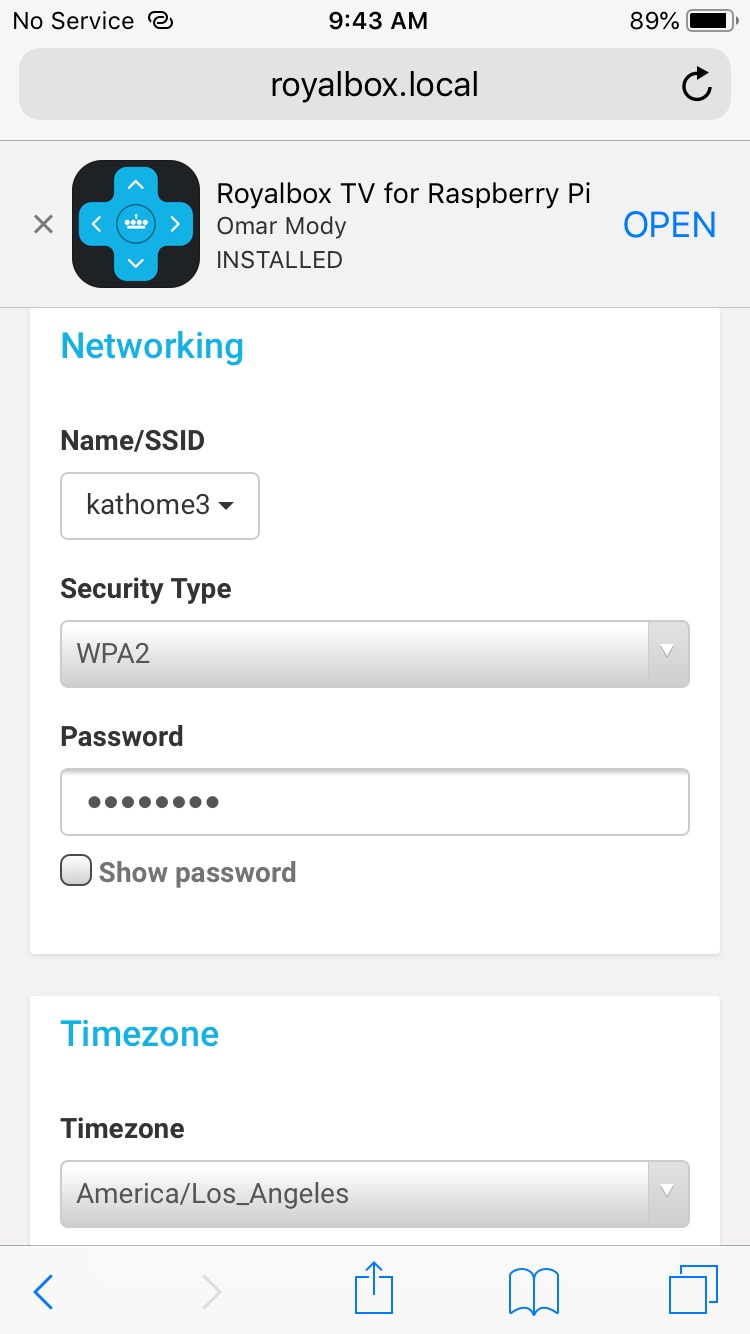 No Service 9:43 AM 89%
royalbox.local
Royalbox TV for Raspberry Pi
Omar Mody
INSTALLED
OPEN
Networking
Name/SSID
kathome3
Security Type
WPA2
Password
••••••••
Show password
Timezone
Timezone
America/Los_Angeles